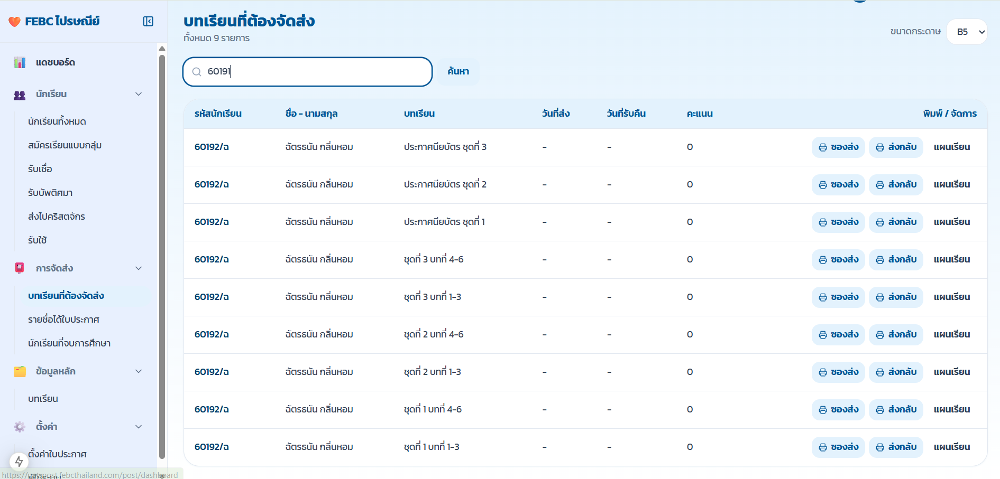 FEBC ไปรษณีย์
แดชบอร์ด
นักเรียน
นักเรียนทั้งหมด
สมัครเรียนแบบกลุ่ม
รับเชื่อ
รับบัพติศมา
ส่งไปคริสตจักร
รับใช้
การจัดส่ง
บทเรียนที่ต้องจัดส่ง
รายชื่อได้ใบประกาศ
นักเรียนที่จบการศึกษา
ข้อมูลหลัก
บทเรียน
ตั้งค่า
ตั้งค่าใบประกาศ
บทเรียนที่ต้องจัดส่ง
ทั้งหมด 9 รายการ
ขนาดกระดาษ B5
60191 ค้นหา
รหัสนักเรียน ชื่อ - นามสกุล บทเรียน วันที่ส่ง วันที่รับคืน คะแนน พิมพ์ / จัดการ
60192/ฉ ฉัตรธนัน กลิ่นหอม ประกาศนียบัตร ชุดที่ 3 - - 0 ซองส่ง ส่งกลับ แผนเรียน
60192/ฉ ฉัตรธนัน กลิ่นหอม ประกาศนียบัตร ชุดที่ 2 - - 0 ซองส่ง ส่งกลับ แผนเรียน
60192/ฉ ฉัตรธนัน กลิ่นหอม ประกาศนียบัตร ชุดที่ 1 - - 0 ซองส่ง ส่งกลับ แผนเรียน
60192/ฉ ฉัตรธนัน กลิ่นหอม ชุดที่ 3 บทที่ 4-6 - - 0 ซองส่ง ส่งกลับ แผนเรียน
60192/ฉ ฉัตรธนัน กลิ่นหอม ชุดที่ 3 บทที่ 1-3 - - 0 ซองส่ง ส่งกลับ แผนเรียน
60192/ฉ ฉัตรธนัน กลิ่นหอม ชุดที่ 2 บทที่ 4-6 - - 0 ซองส่ง ส่งกลับ แผนเรียน
60192/ฉ ฉัตรธนัน กลิ่นหอม ชุดที่ 2 บทที่ 1-3 - - 0 ซองส่ง ส่งกลับ แผนเรียน
60192/ฉ ฉัตรธนัน กลิ่นหอม ชุดที่ 1 บทที่ 4-6 - - 0 ซองส่ง ส่งกลับ แผนเรียน
60192/ฉ ฉัตรธนัน กลิ่นหอม ชุดที่ 1 บทที่ 1-3 - - 0 ซองส่ง ส่งกลับ แผนเรียน